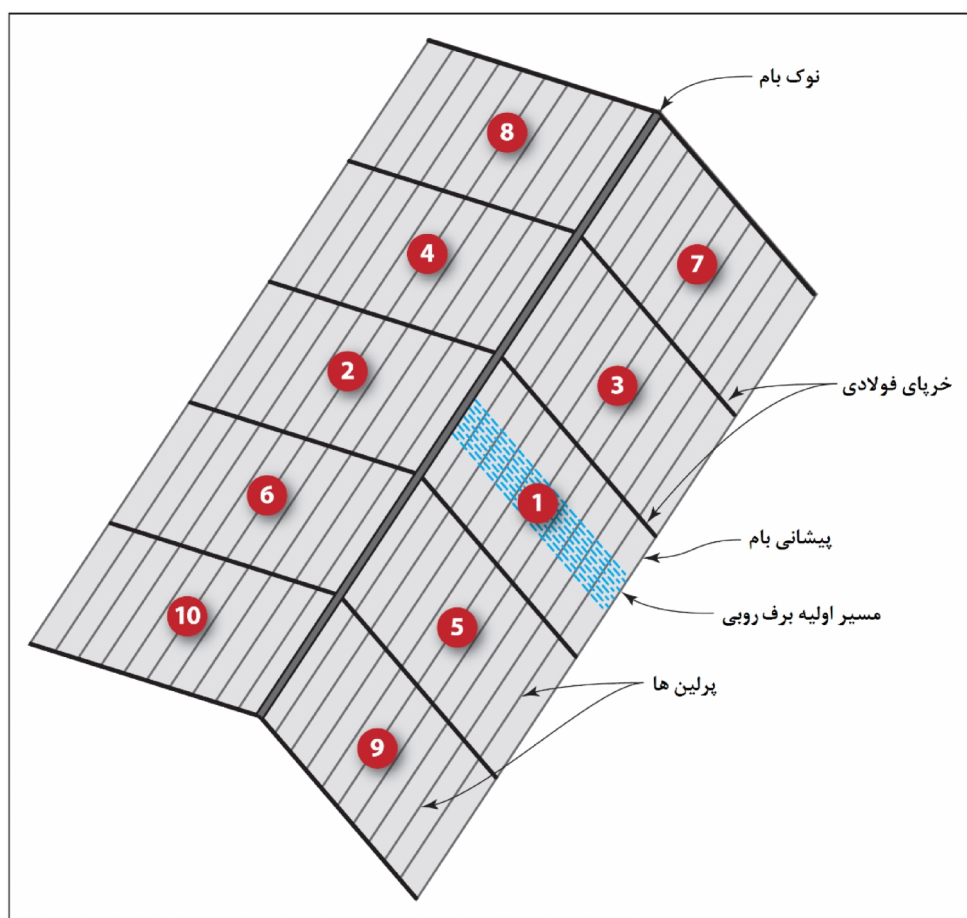 نوک بام
8
7
4
3
2
خرپای فولادی
1
6
پیشانی بام
مسیر اولیه برف روبی
10
5
پرلین ها
9